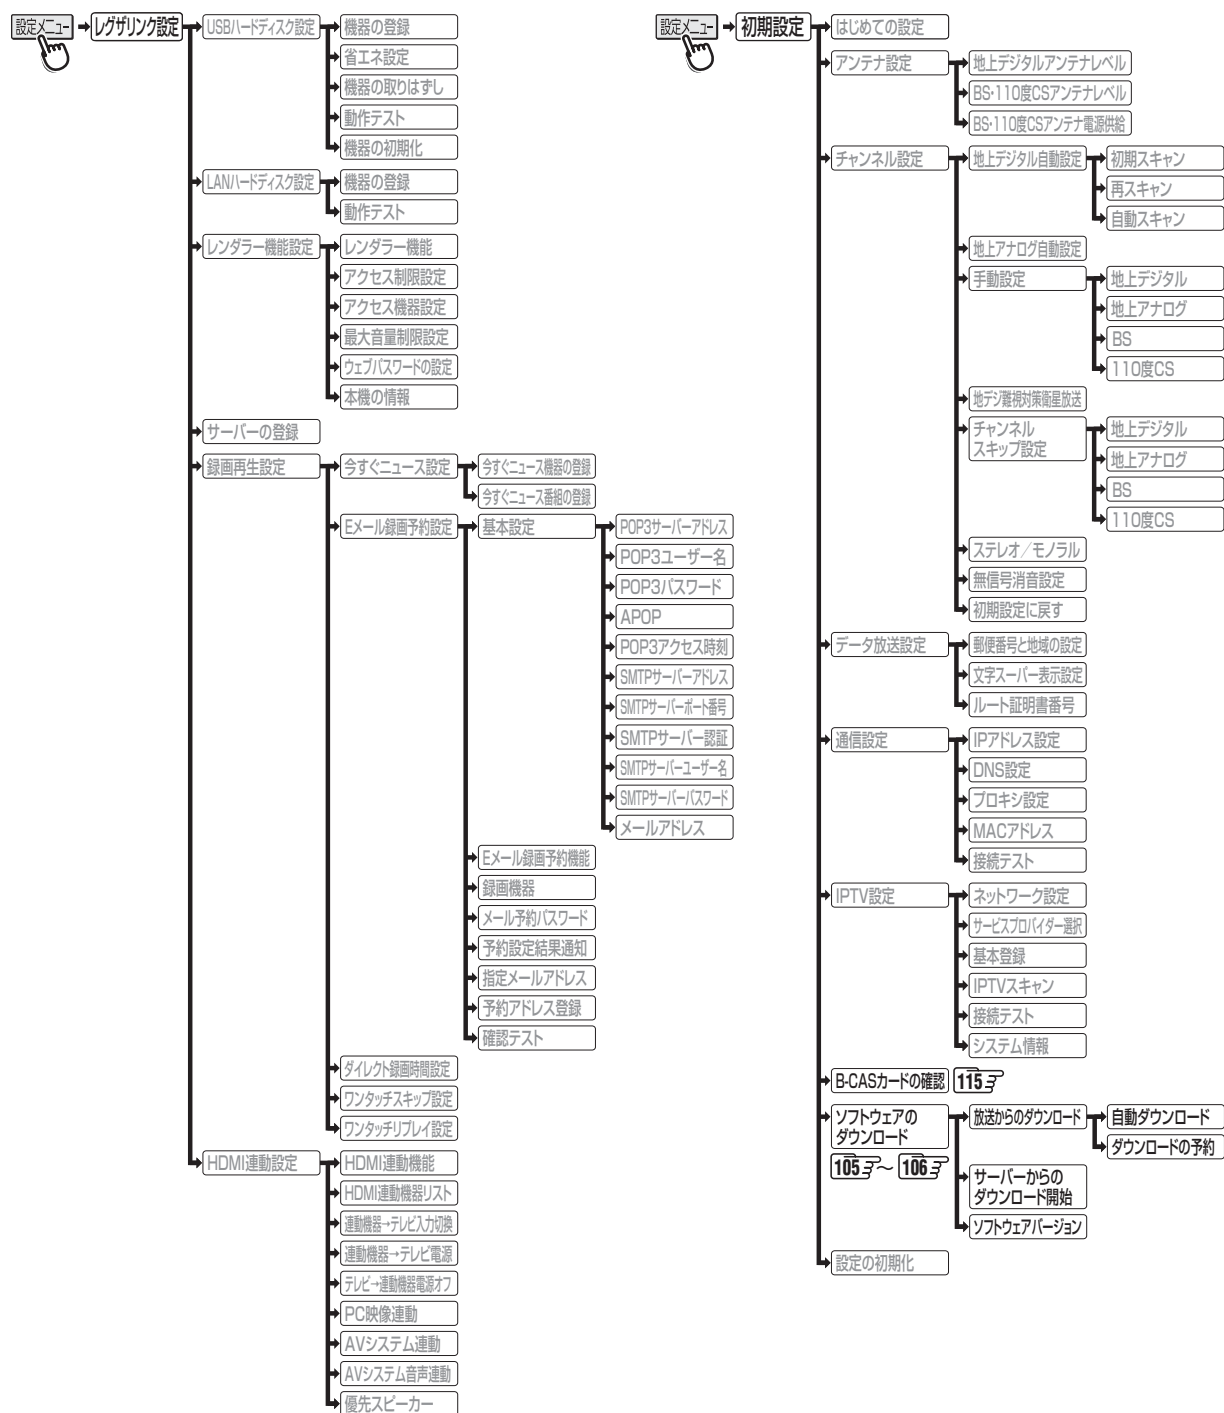 設定メニュー
レグザリンク設定
USBハードディスク設定
機器の登録
省エネ設定
機器の取りはずし
動作テスト
機器の初期化
LANハードディスク設定
機器の登録
動作テスト
レンダラー機能設定
レンダラー機能
アクセス制限設定
アクセス機器設定
最大音量制限設定
ウェブパスワードの設定
本機の情報
サーバーの登録
録画再生設定
今すぐニュース設定
今すぐニュース機器の登録
今すぐニュース番組の登録
Eメール録画予約設定
基本設定
POP3サーバーアドレス
POP3ユーザー名
POP3パスワード
APOP
POP3アクセス時刻
SMTPサーバーアドレス
SMTPサーバーポート番号
SMTPサーバー認証
SMTPサーバーユーザー名
SMTPサーバーパスワード
メールアドレス
Eメール録画予約機能
録画機器
メール予約パスワード
予約設定結果通知
指定メールアドレス
予約アドレス登録
確認テスト
ダイレクト録画時間設定
ワンタッチスキップ設定
ワンタッチリプレイ設定
HDMI連動設定
HDMI連動機能
HDMI連動機器リスト
連動機器→テレビ入力切換
連動機器→テレビ電源
テレビ→連動機器電源オフ
PC映像連動
AVシステム連動
AVシステム音声連動
優先スピーカー
設定メニュー
初期設定
はじめての設定
アンテナ設定
地上デジタルアンテナレベル
BS・110度CSアンテナレベル
BS・110度CSアンテナ電源供給
チャンネル設定
地上デジタル自動設定
初期スキャン
再スキャン
自動スキャン
地上アナログ自動設定
手動設定
地上デジタル
地上アナログ
BS
110度CS
地デジ難視対策衛星放送
チャンネル
スキップ設定
地上デジタル
地上アナログ
BS
110度CS
ステレオ／モノラル
無信号消音設定
初期設定に戻す
データ放送設定
郵便番号と地域の設定
文字スーパー表示設定
ルート証明書番号
通信設定
IPアドレス設定
DNS設定
プロキシ設定
MACアドレス
接続テスト
IPTV設定
ネットワーク設定
サービスプロバイダー選択
基本登録
IPTVスキャン
接続テスト
システム情報
B-CASカードの確認 115
ソフトウェアの
ダウンロード
105 ～ 106
放送からのダウンロード
自動ダウンロード
ダウンロードの予約
サーバーからの
ダウンロード開始
ソフトウェアバージョン
設定の初期化